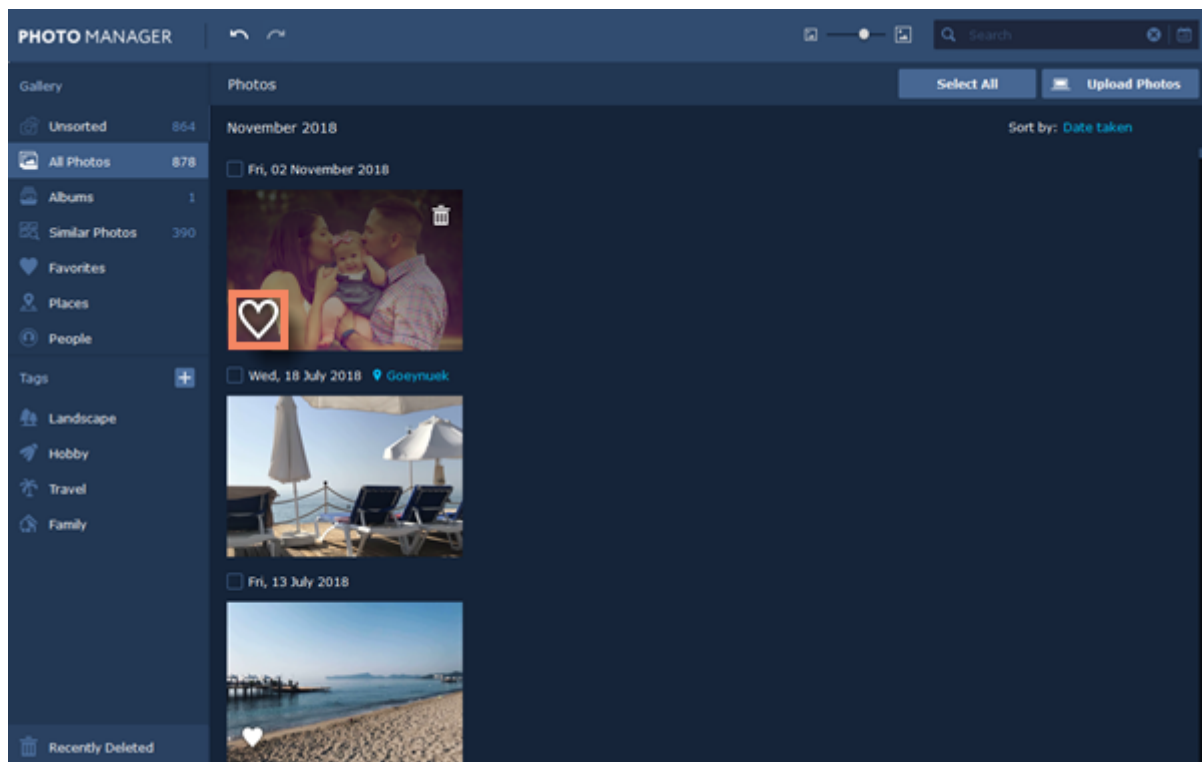 PHOTO MANAGER
Search
Gallery
Photos
Select All
Upload Photos
Unsorted 864
November 2018
Sort by: Date taken
All Photos 878
Fri, 02 November 2018
Albums 1
Similar Photos 390
Favorites
Places
People
Tags
Wed, 18 July 2018 Goeynuek
Landscape
Hobby
Travel
Family
Fri, 13 July 2018
Recently Deleted